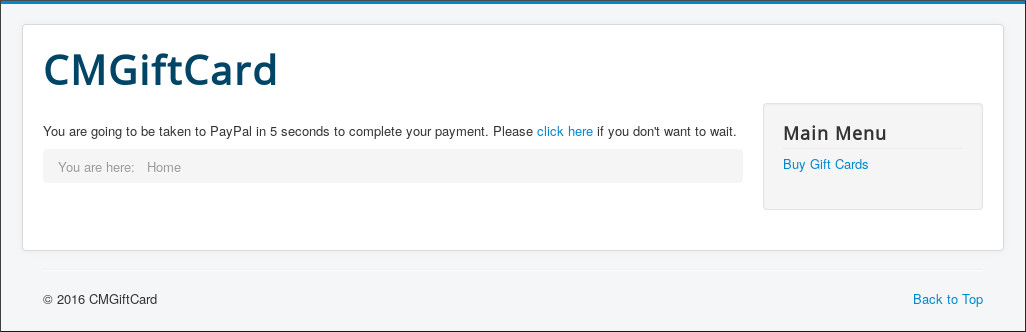 CMGiftCard
You are going to be taken to PayPal in 5 seconds to complete your payment. Please click here if you don't want to wait.
You are here: Home
Main Menu
Buy Gift Cards
© 2016 CMGiftCard
Back to Top